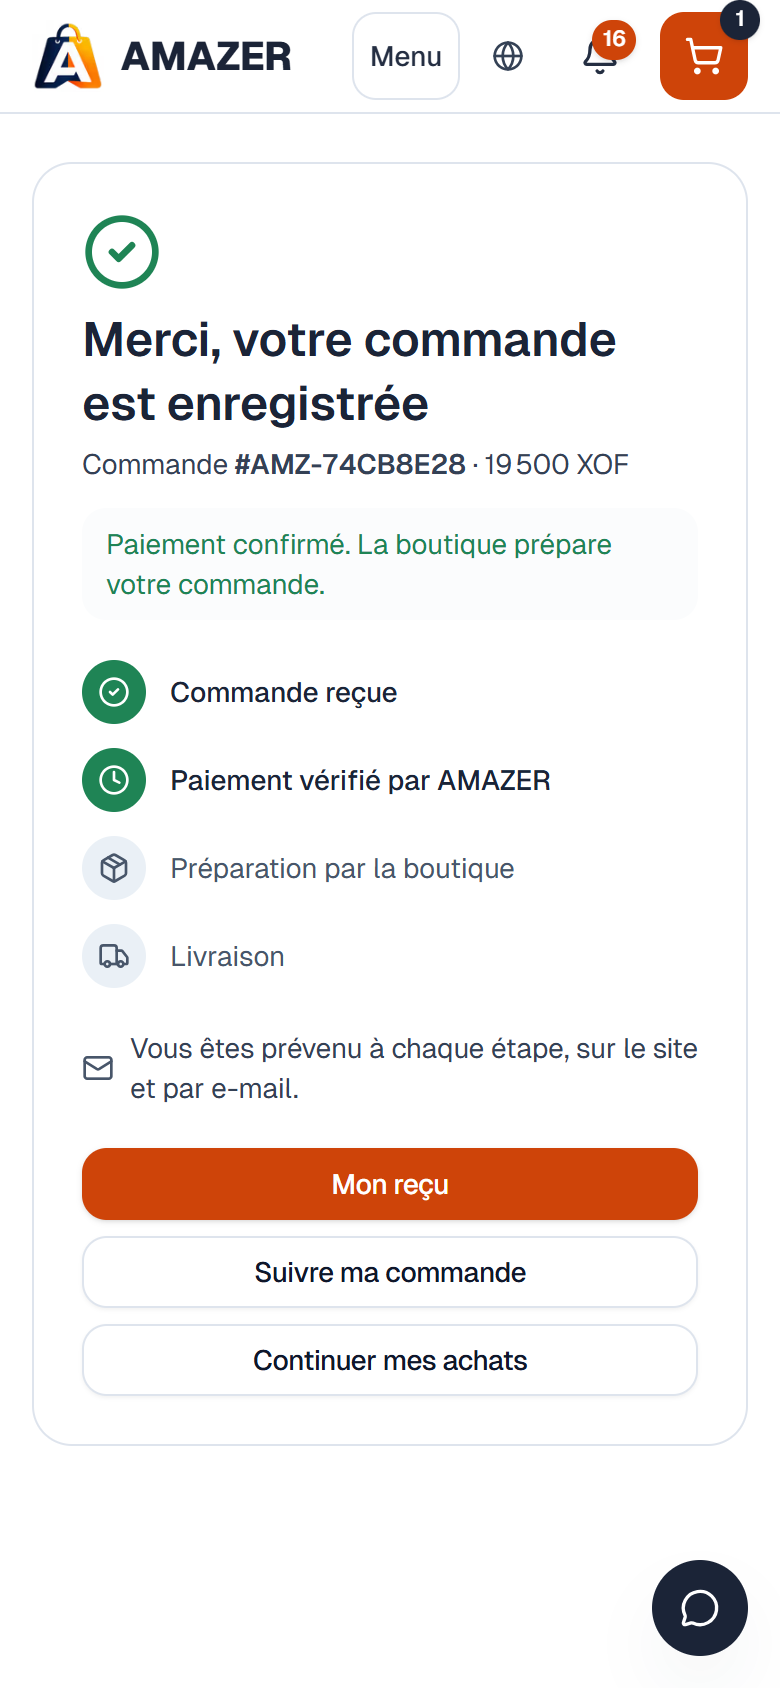 AMAZER
Menu
16
1
Merci, votre commande
est enregistrée
Commande #AMZ-74CB8E28 · 19 500 XOF
Paiement confirmé. La boutique prépare
votre commande.
Commande reçue
Paiement vérifié par AMAZER
Préparation par la boutique
Livraison
Vous êtes prévenu à chaque étape, sur le site
et par e-mail.
Mon reçu
Suivre ma commande
Continuer mes achats